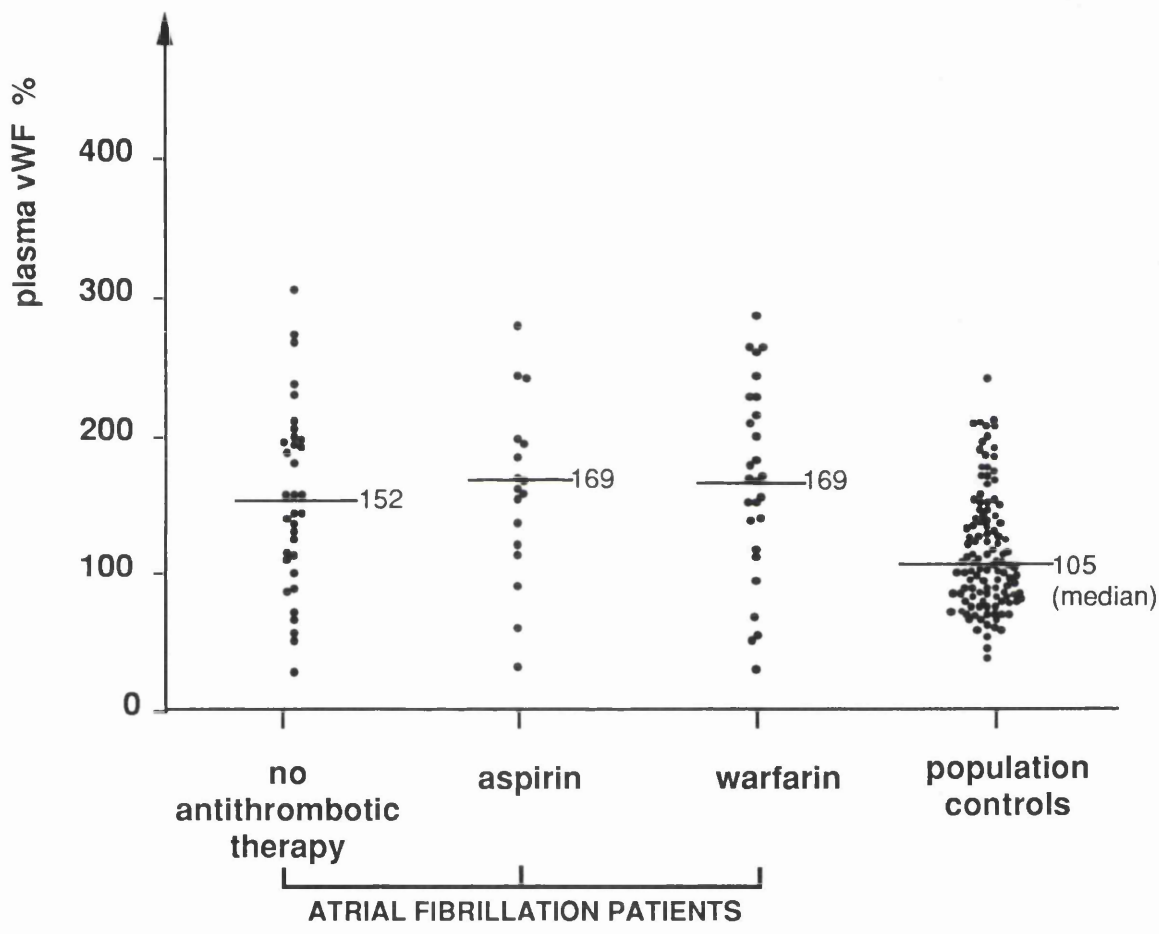 plasma vWF %
400
300
200
100
0
152
169
169
105
(median)
no
antithrombotic
therapy
aspirin
warfarin
population
controls
ATRIAL FIBRILLATION PATIENTS